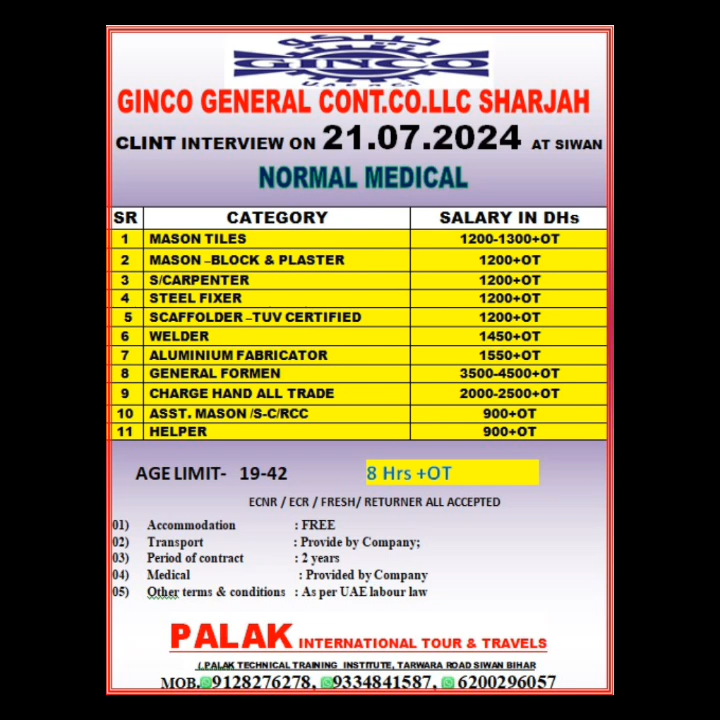 GINCO
GINCO GENERAL CONT.CO.LLC SHARJAH
CLINT INTERVIEW ON 21.07.2024 AT SIWAN
NORMAL MEDICAL
SR CATEGORY SALARY IN DHs
1 MASON TILES 1200-1300+OT
2 MASON –BLOCK & PLASTER 1200+OT
3 S/CARPENTER 1200+OT
4 STEEL FIXER 1200+OT
5 SCAFFOLDER –TUV CERTIFIED 1200+OT
6 WELDER 1450+OT
7 ALUMINIUM FABRICATOR 1550+OT
8 GENERAL FORMEN 3500-4500+OT
9 CHARGE HAND ALL TRADE 2000-2500+OT
10 ASST. MASON /S-C/RCC 900+OT
11 HELPER 900+OT
AGE LIMIT- 19-42 8 Hrs +OT
ECNR / ECR / FRESH/ RETURNER ALL ACCEPTED
01) Accommodation : FREE
02) Transport : Provide by Company;
03) Period of contract : 2 years
04) Medical : Provided by Company
05) Other terms & conditions : As per UAE labour law
PALAK INTERNATIONAL TOUR & TRAVELS
(.PALAK TECHNICAL TRAINING INSTITUTE, TARWARA ROAD SIWAN BIHAR
MOB. 9128276278, 9334841587, 6200296057